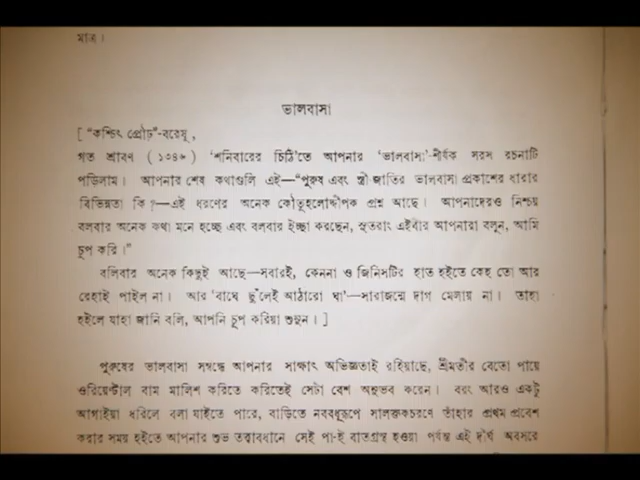 মাত্র।
ভালবাসা
[ “কশ্চিৎ প্রৌঢ়”-বরেষু,
গত শ্রাবণ ( ১৩৪৬ ) ‘শনিবারের চিঠি’তে আপনার ‘ভালবাসা’-শীর্ষক সরস রচনাটি
পড়িলাম। আপনার শেষ কথাগুলি এই—“পুরুষ এবং স্ত্রী জাতির ভালবাসা প্রকাশের ধারার
বিভিন্নতা কি ?—এই ধরণের অনেক কৌতূহলোদ্দীপক প্রশ্ন আছে। আপনাদেরও নিশ্চয়
বলবার অনেক কথা মনে হচ্ছে এবং বলবার ইচ্ছা করছেন, সুতরাং এইবার আপনারা বলুন, আমি
চুপ করি।”
বলিবার অনেক কিছুই আছে—সবারই, কেননা ও জিনিসটির হাত হইতে কেহ তো আর
রেহাই পাইল না। আর ‘বাঘে ছুঁলেই আঠারো ঘা’—সারাজন্মে দাগ মেলায় না। তাহা
হইলে যাহা জানি বলি, আপনি চুপ করিয়া শুনুন। ]
পুরুষের ভালবাসা সম্বন্ধে আপনার সাক্ষাৎ অভিজ্ঞতাই রহিয়াছে, শ্রীমতীর বেতো পায়ে
ওরিয়েন্টাল বাম মালিশ করিতে করিতেই সেটা বেশ অনুভব করেন। বরং আরও একটু
আগাইয়া ধরিলে বলা যাইতে পারে, বাড়িতে নববধূরূপে সালক্তকচরণে তাঁহার প্রথম প্রবেশ
করার সময় হইতে আপনার শুভ তত্ত্বাবধানে সেই পা-ই বাতগ্রস্ত হওয়া পর্যন্ত এই দীর্ঘ অবসরে